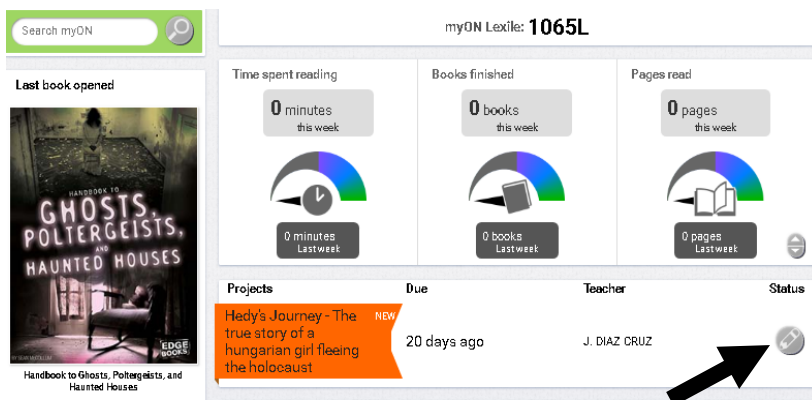 Search myON
myON Lexile: 1065L
Last book opened
HANDBOOK TO
GHOSTS,
POLTERGEISTS,
AND
HAUNTED HOUSES
EDGE
BOOKS
Handbook to Ghosts, Poltergeists, and
Haunted Houses
Time spent reading
0 minutes
this week
0 minutes
Last week
Books finished
0 books
this week
0 books
Last week
Pages read
0 pages
this week
0 pages
Last week
Projects Due Teacher Status
Hedy's Journey - The NEW
true story of a
hungarian girl fleeing
the holocaust
20 days ago
J. DIAZ CRUZ